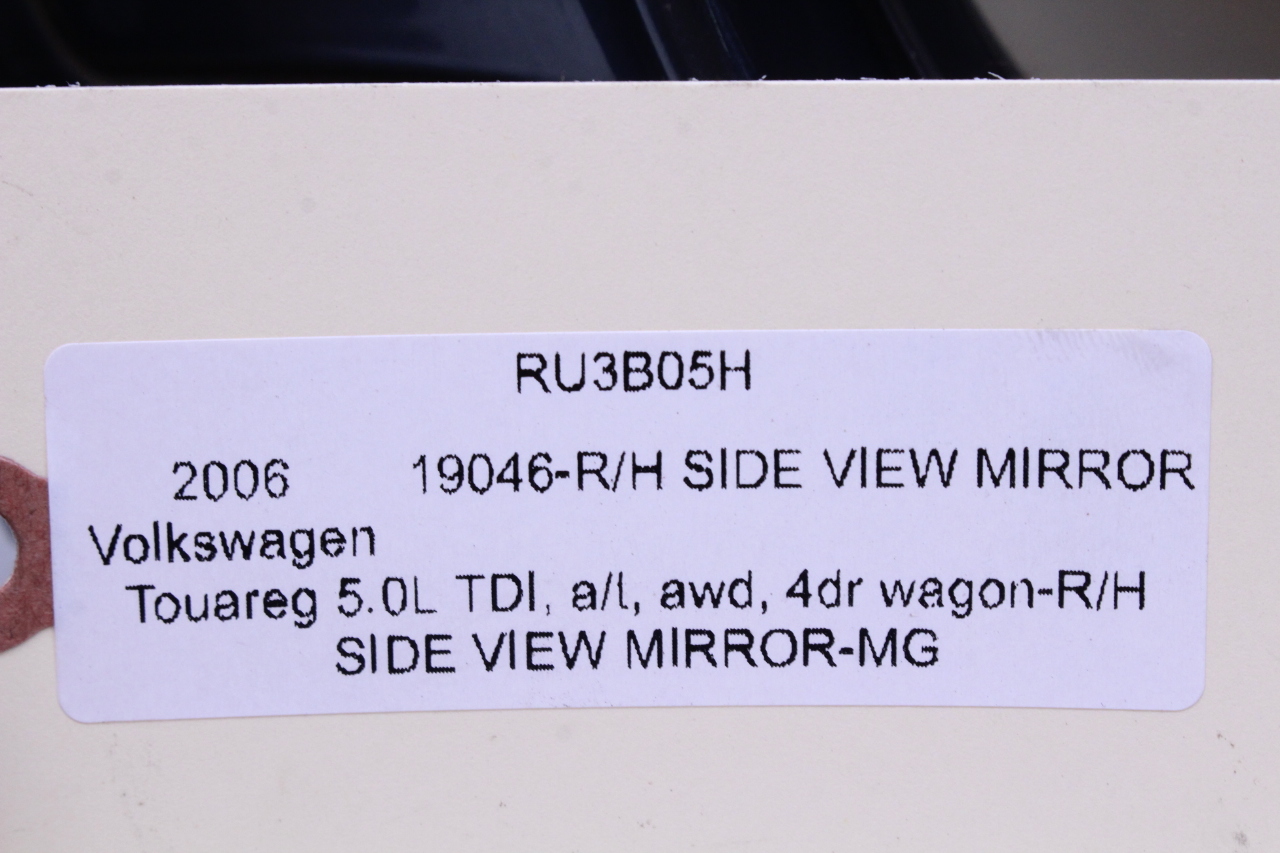 RU3B05H
2006 19046-R/H SIDE VIEW MIRROR
Volkswagen
Touareg 5.0L TDI, a/t, awd, 4dr wagon-R/H
SIDE VIEW MIRROR-MG